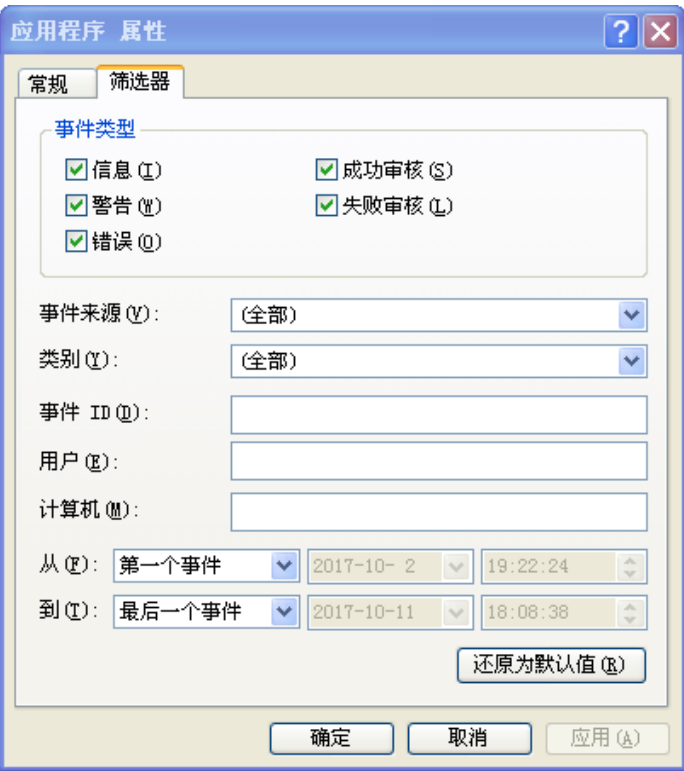 应用程序 属性
常规 筛选器
事件类型
信息(I) 成功审核(S)
警告(W) 失败审核(L)
错误(O)
事件来源(V): (全部)
类别(Y): (全部)
事件 ID(D):
用户(E):
计算机(M):
从(F): 第一个事件 2017-10- 2 19:22:24
到(T): 最后一个事件 2017-10-11 18:08:38
还原为默认值(R)
确定 取消 应用(A)